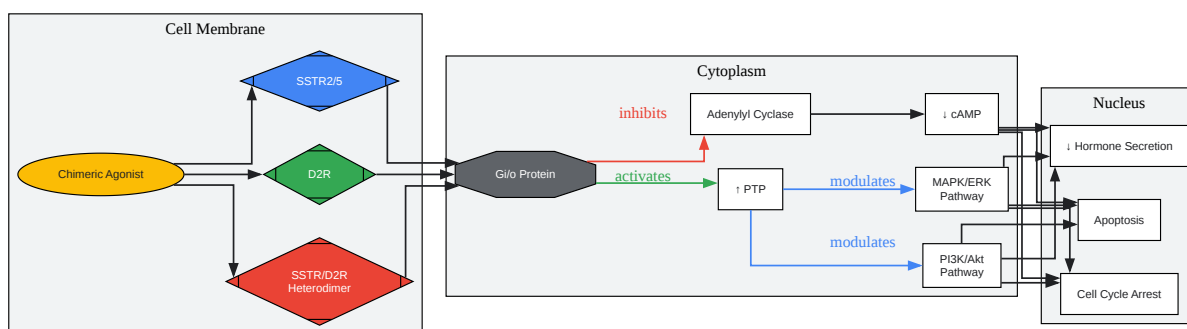 Cell Membrane
Chimeric Agonist
SSTR2/5
D2R
SSTR/D2R
Heterodimer
Cytoplasm
Gi/o Protein
inhibits
activates
Adenylyl Cyclase
↑ PTP
modulates
modulates
↓ cAMP
MAPK/ERK
Pathway
PI3K/Akt
Pathway
Nucleus
↓ Hormone Secretion
Apoptosis
Cell Cycle Arrest